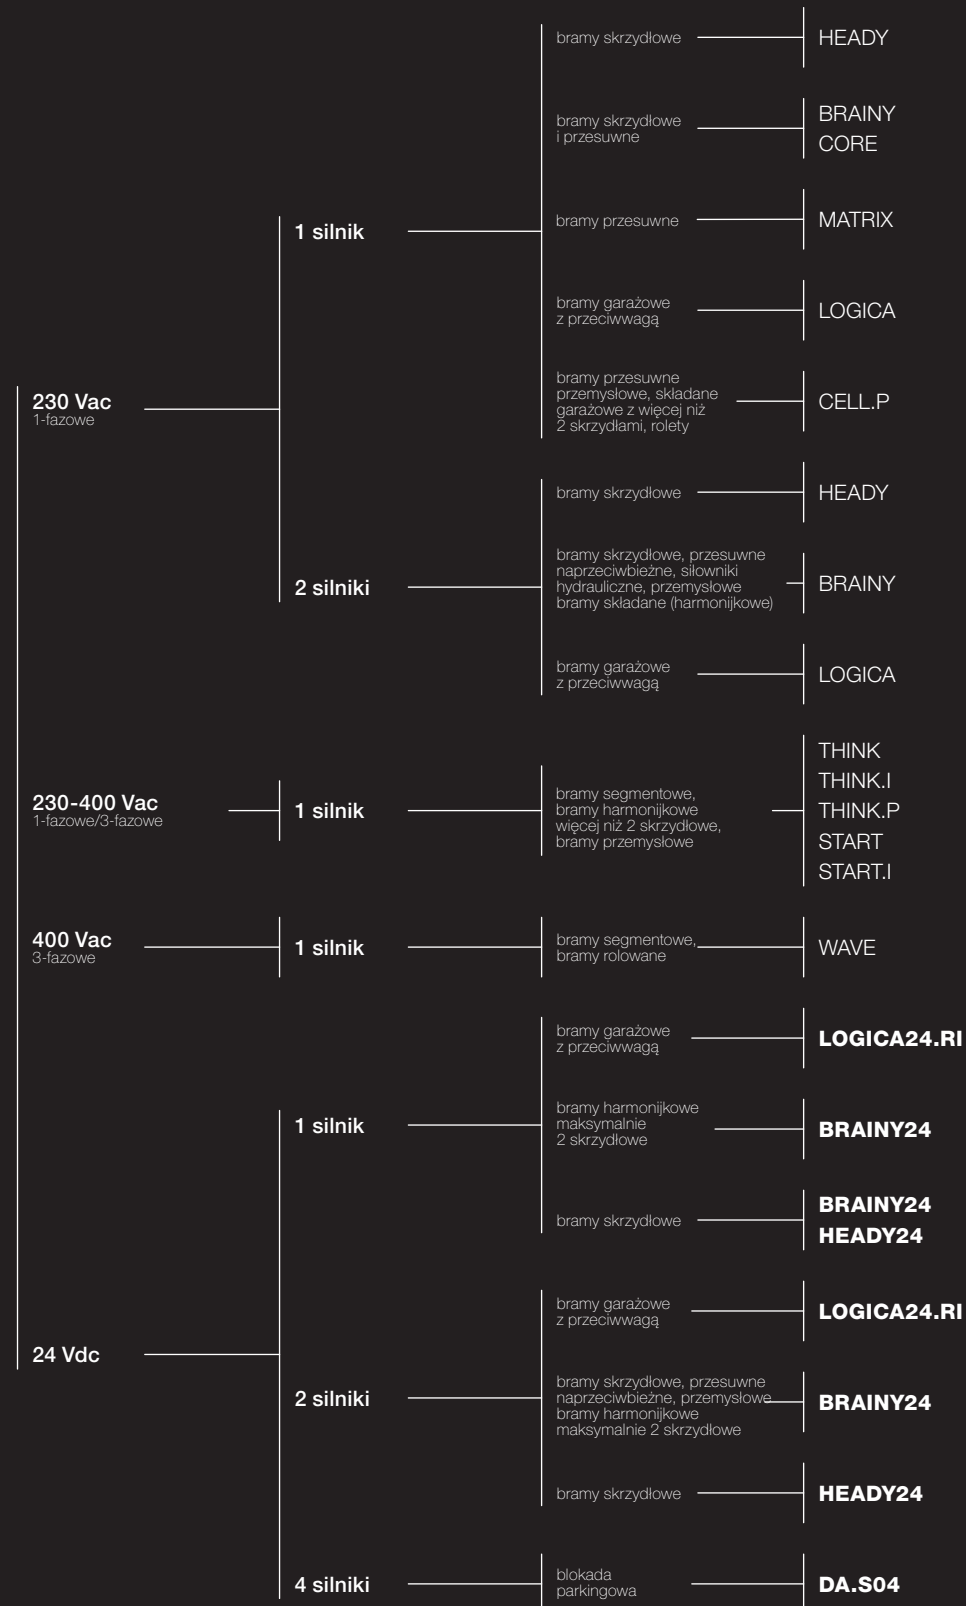 230 Vac
1-fazowe
1 silnik
bramy skrzydłowe
HEADY
bramy skrzydłowe
i przesuwne
BRAINY
CORE
bramy przesuwne
MATRIX
bramy garażowe
z przeciwwagą
LOGICA
bramy przesuwne
przemysłowe, składane
garażowe z więcej niż
2 skrzydłami, rolety
CELL.P
2 silniki
bramy skrzydłowe
HEADY
bramy skrzydłowe, przesuwne
naprzeciwbieżne, siłowniki
hydrauliczne, przemysłowe
bramy składane (harmonijkowe)
BRAINY
bramy garażowe
z przeciwwagą
LOGICA
230-400 Vac
1-fazowe/3-fazowe
1 silnik
bramy segmentowe,
bramy harmonijkowe
więcej niż 2 skrzydłowe,
bramy przemysłowe
THINK
THINK.I
THINK.P
START
START.I
400 Vac
3-fazowe
1 silnik
bramy segmentowe,
bramy rolowane
WAVE
24 Vdc
1 silnik
bramy garażowe
z przeciwwagą
LOGICA24.RI
bramy harmonijkowe
maksymalnie
2 skrzydłowe
BRAINY24
bramy skrzydłowe
BRAINY24
HEADY24
2 silniki
bramy garażowe
z przeciwwagą
LOGICA24.RI
bramy skrzydłowe, przesuwne
naprzeciwbieżne, przemysłowe
bramy harmonijkowe
maksymalnie 2 skrzydłowe
BRAINY24
bramy skrzydłowe
HEADY24
4 silniki
blokada
parkingowa
DA.S04